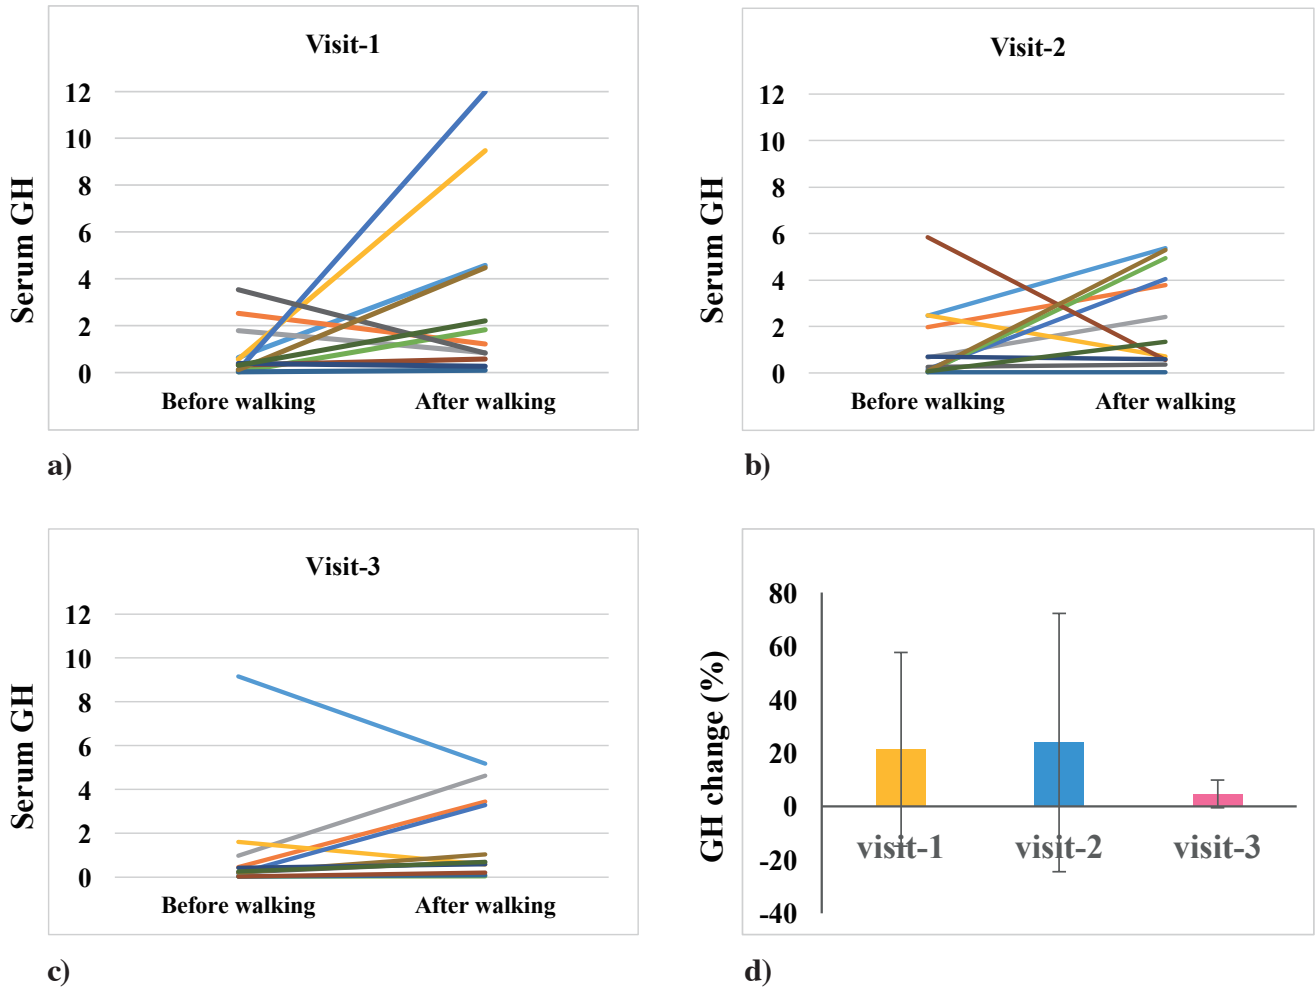 Visit-1
12
10
8
6
4
2
0
Serum GH
Before walking
After walking
a)
Visit-2
12
10
8
6
4
2
0
Serum GH
Before walking
After walking
b)
Visit-3
12
10
8
6
4
2
0
Serum GH
Before walking
After walking
c)
80
60
40
20
0
-20
-40
GH change (%)
visit-1
visit-2
visit-3
d)